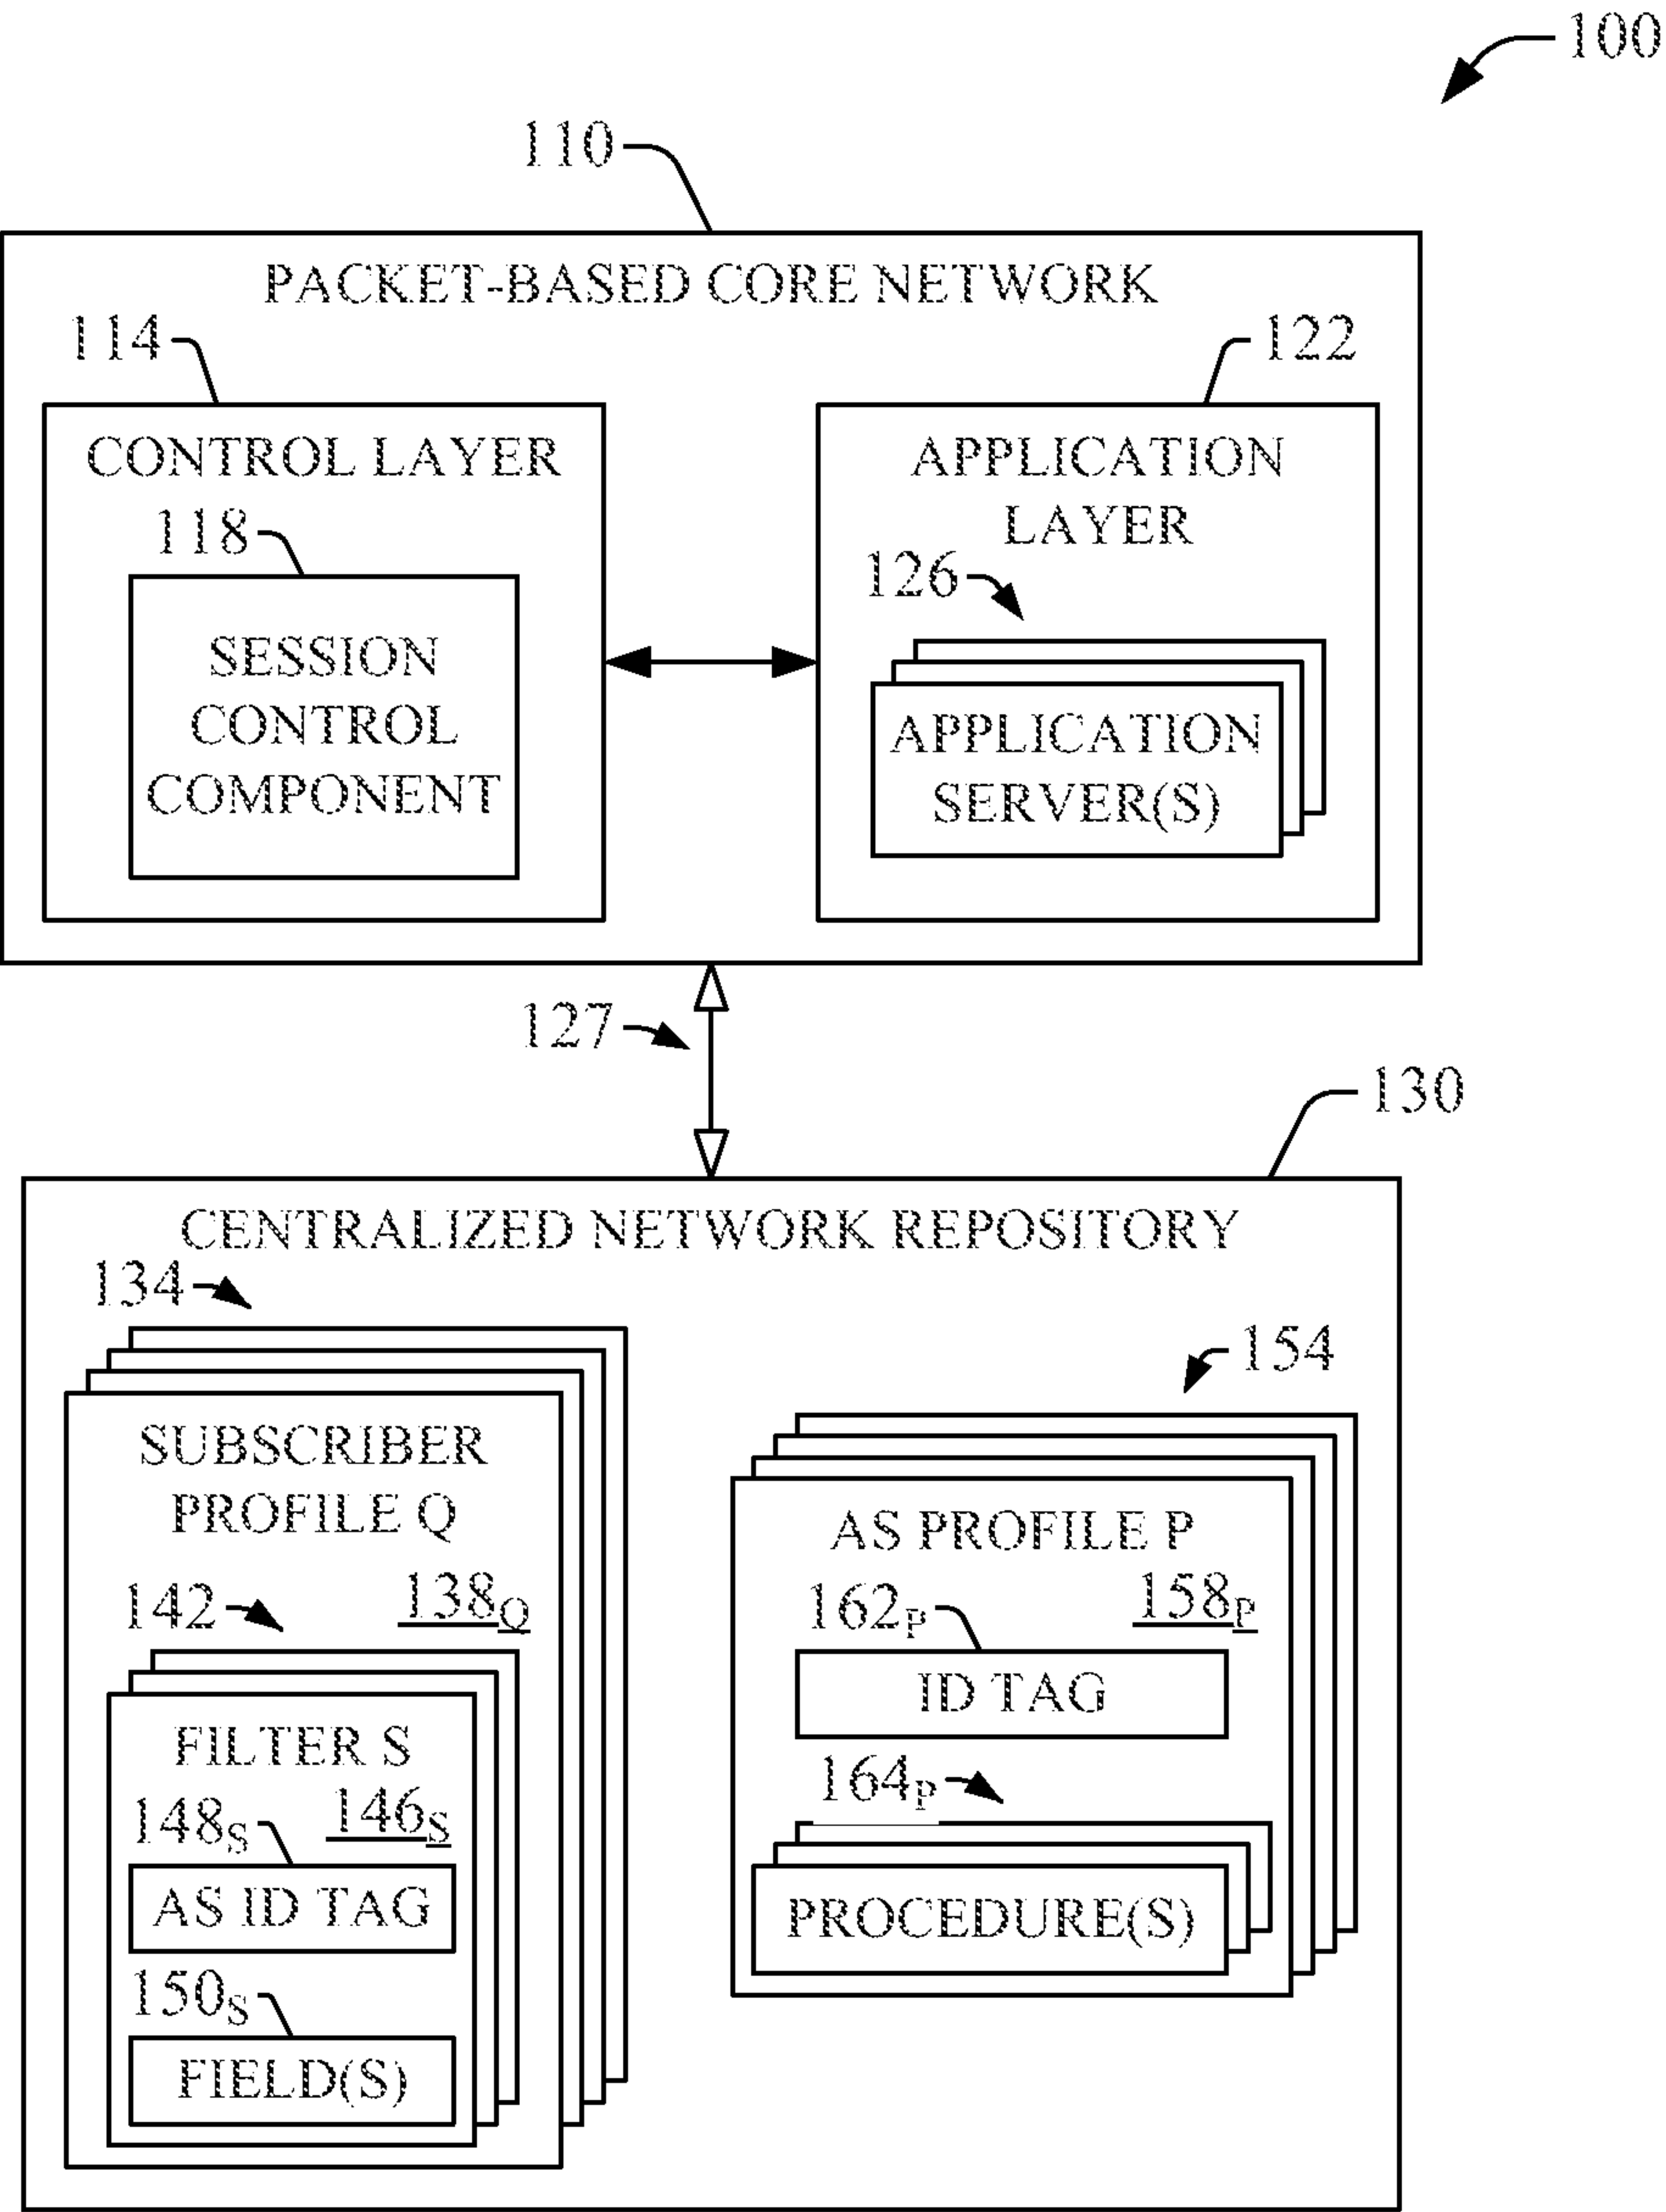 100
110
PACKET-BASED CORE NETWORK
114
122
CONTROL LAYER
118
SESSION
CONTROL
COMPONENT
APPLICATION
LAYER
126
APPLICATION
SERVER(S)
127
130
CENTRALIZED NETWORK REPOSITORY
134
SUBSCRIBER
PROFILE Q
142
138Q
FILTER S
148S
146S
AS ID TAG
150S
FIELD(S)
154
AS PROFILE P
162P
158P
ID TAG
164P
PROCEDURE(S)